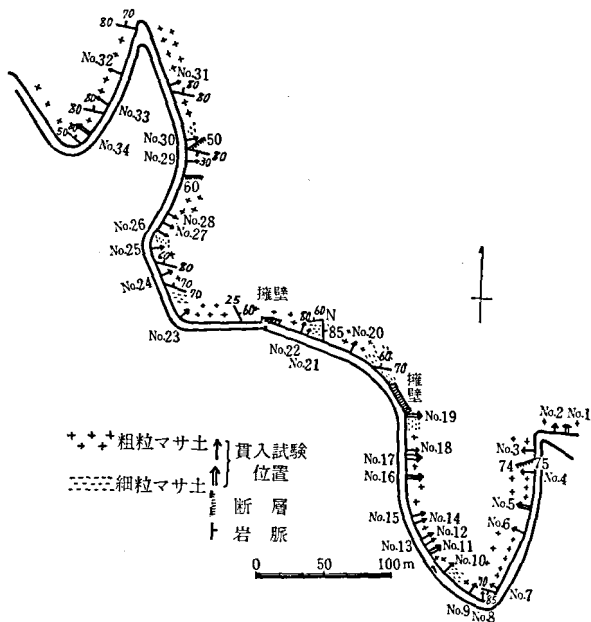 70
80
No.32
No.31
80
80
80
No.33
80
50
No.34
No.30
No.29
50
80
30
60
No.26
No.28
No.27
No.25
60
80
No.24
70
70
No.23
25
60
擁壁
80
60
N
85
No.20
No.22
No.21
60
70
擁壁
No.19
No.18
No.17
No.16
No.15
No.14
No.12
No.11
No.13
No.10
No.9
No.8
70
85
No.7
No.6
No.5
No.4
74
75
No.3
No.2
No.1
粗粒マサ土
細粒マサ土
貫入試験
位置
断層
岩脈
0 50 100m